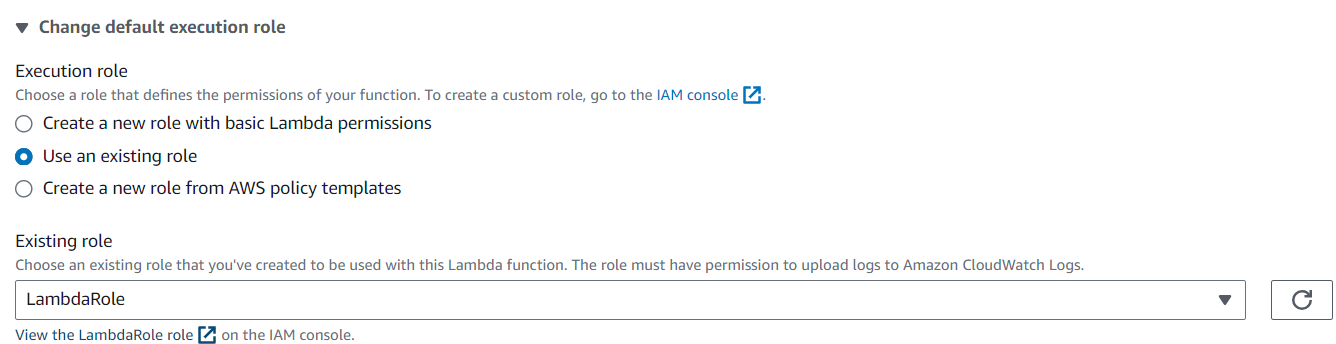 Change default execution role
Execution role
Choose a role that defines the permissions of your function. To create a custom role, go to the IAM console.
Create a new role with basic Lambda permissions
Use an existing role
Create a new role from AWS policy templates
Existing role
Choose an existing role that you've created to be used with this Lambda function. The role must have permission to upload logs to Amazon CloudWatch Logs.
LambdaRole
View the LambdaRole role on the IAM console.